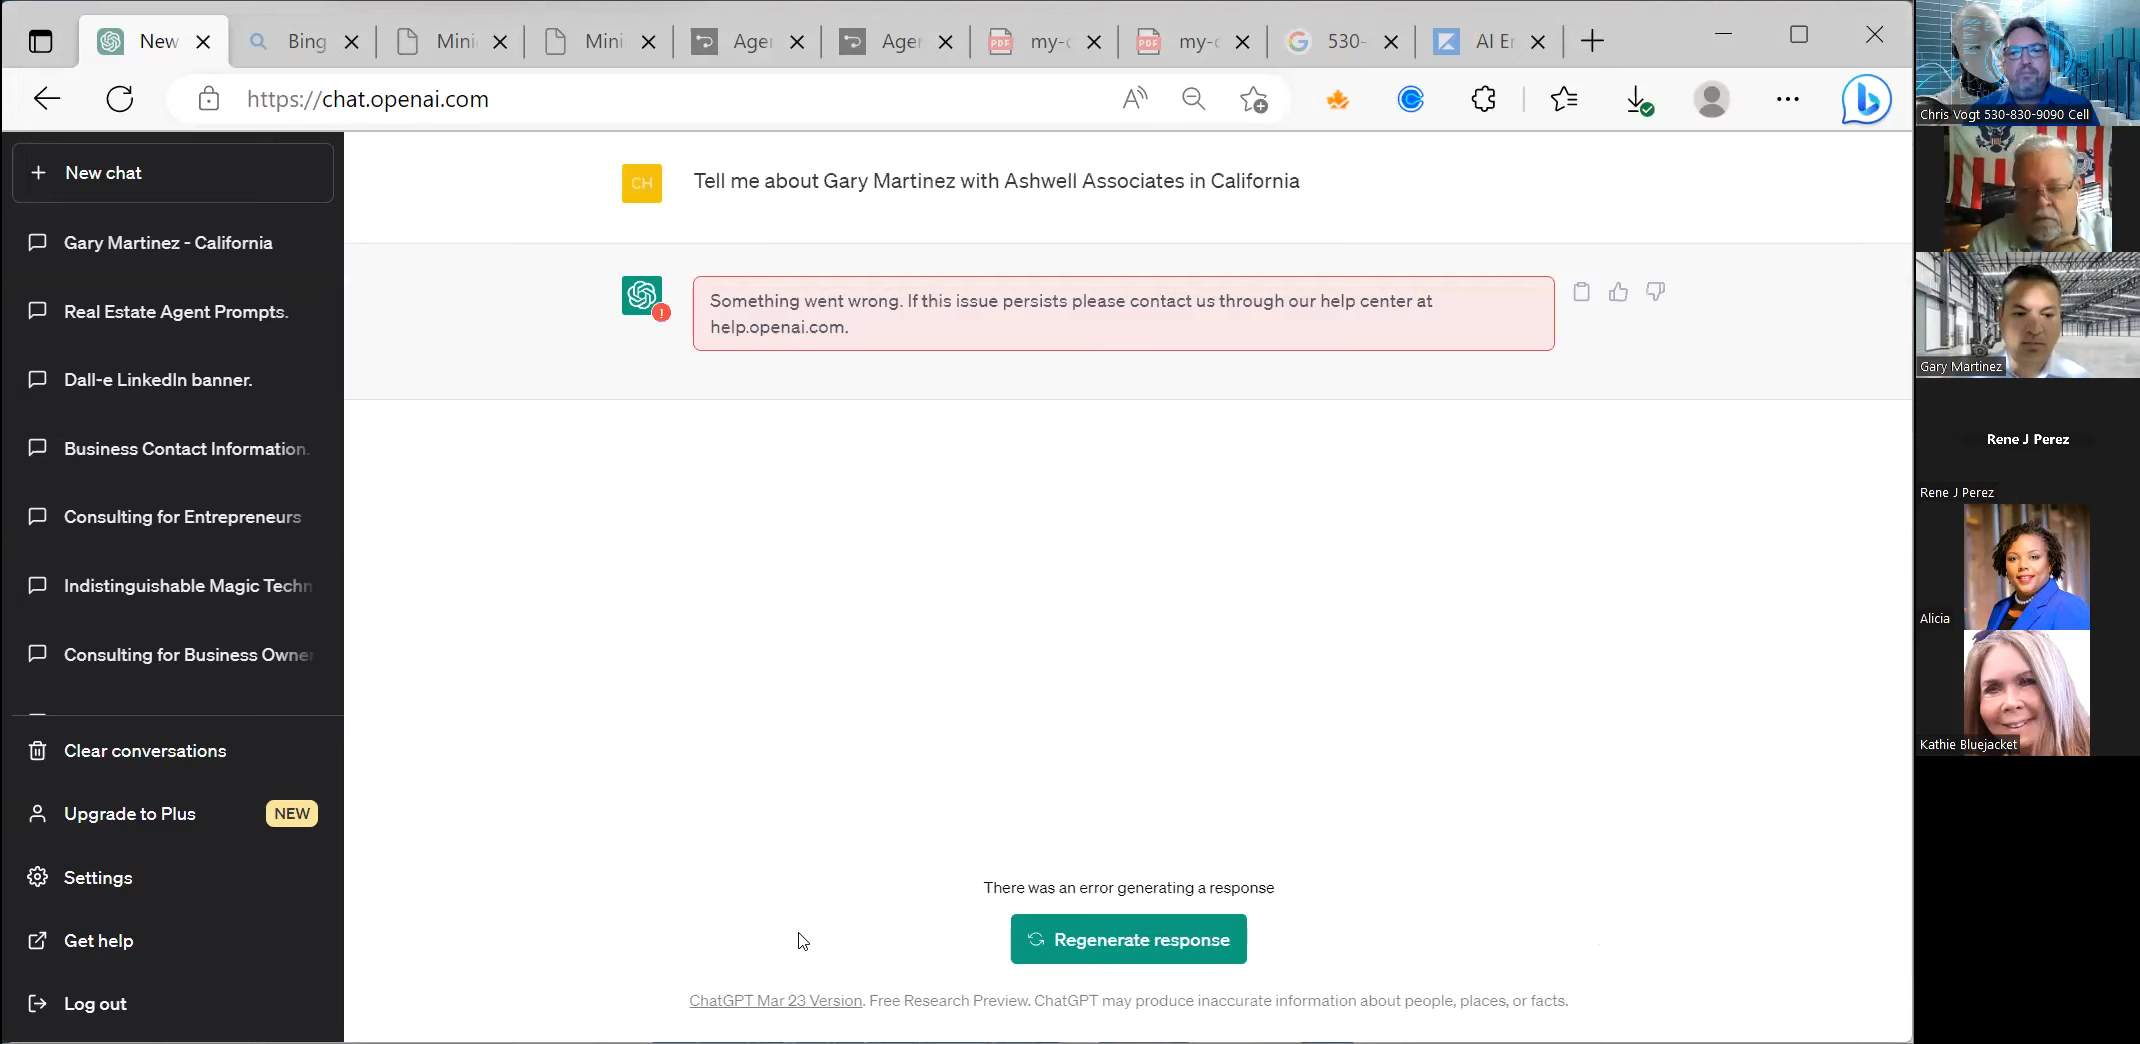 New
Bing
Mini
Mini
Ager
Ager
my-c
my-c
530-
AI Er
https://chat.openai.com
New chat
Gary Martinez - California
Real Estate Agent Prompts.
Dall-e LinkedIn banner.
Business Contact Information.
Consulting for Entrepreneurs
Indistinguishable Magic Techn
Consulting for Business Owner
Clear conversations
Upgrade to Plus NEW
Settings
Get help
Log out
CH
Tell me about Gary Martinez with Ashwell Associates in California
Something went wrong. If this issue persists please contact us through our help center at
help.openai.com.
There was an error generating a response
Regenerate response
ChatGPT Mar 23 Version. Free Research Preview. ChatGPT may produce inaccurate information about people, places, or facts.
Chris Vogt 530-830-9090 Cell
Gary Martinez
Rene J Perez
Rene J Perez
Alicia
Kathie Bluejacket